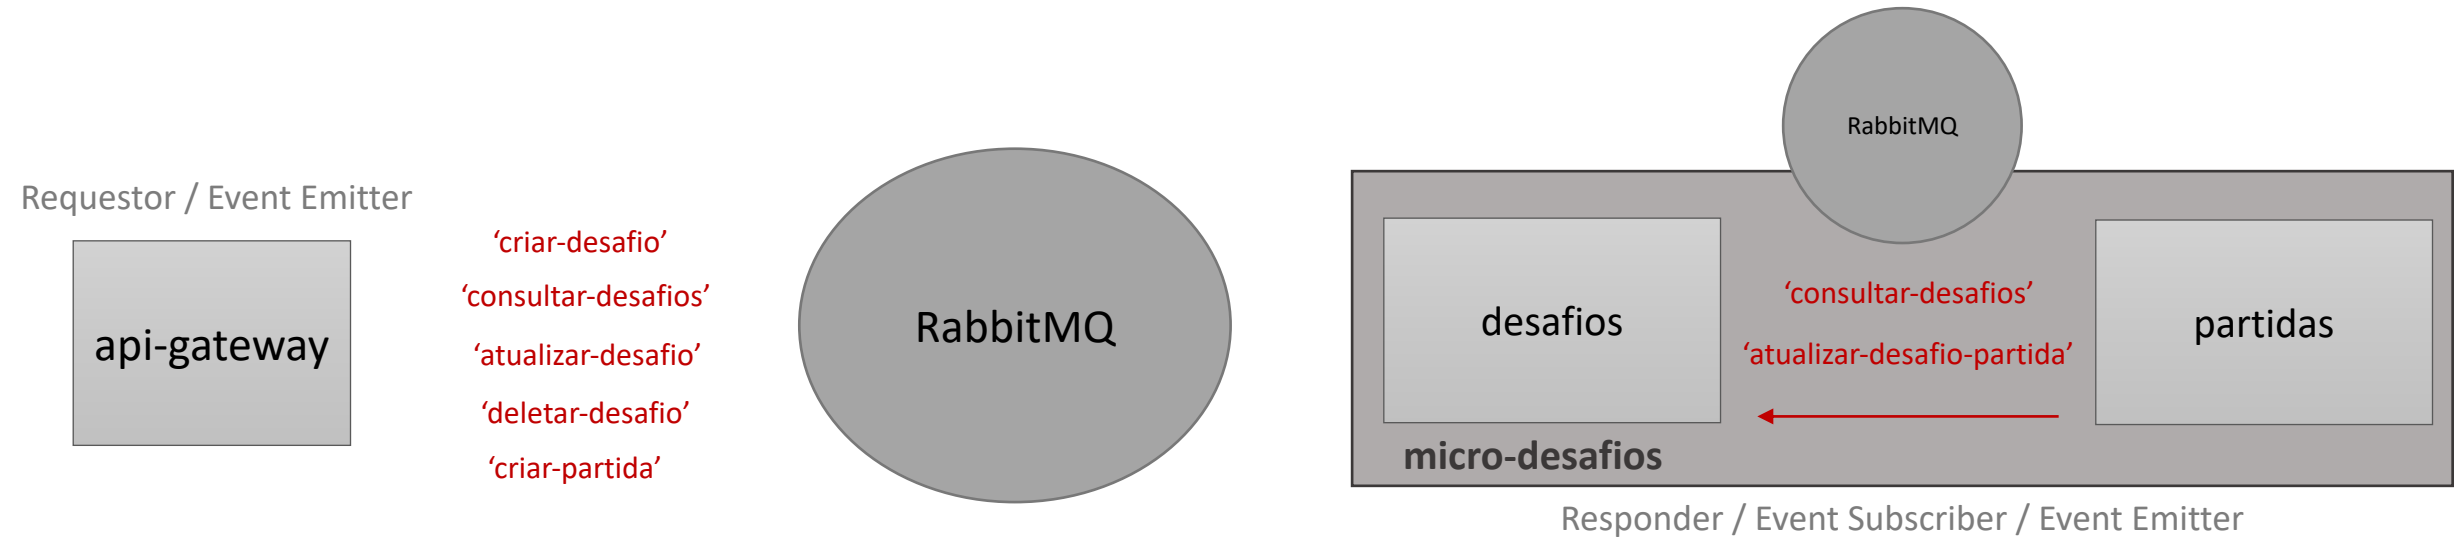 Requestor / Event Emitter
api-gateway
‘criar-desafio’
‘consultar-desafios’
‘atualizar-desafio’
‘deletar-desafio’
‘criar-partida’
RabbitMQ
RabbitMQ
desafios
‘consultar-desafios’
‘atualizar-desafio-partida’
partidas
micro-desafios
Responder / Event Subscriber / Event Emitter